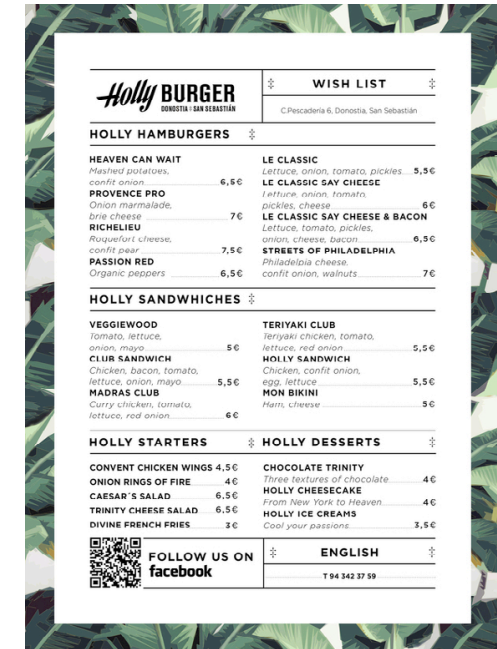 Holly BURGER
DONOSTIA SAN SEBASTIÁN
WISH LIST
C.Pescadería 6, Donostia, San Sebastián
HOLLY HAMBURGERS
HEAVEN CAN WAIT
Mashed potatoes,
confit onion 6,5€
PROVENCE PRO
Onion marmalade,
brie cheese 7€
RICHELIEU
Roquefort cheese,
confit pear 7,5€
PASSION RED
Organic peppers 6,5€
LE CLASSIC
Lettuce, onion, tomato, pickles 5,5€
LE CLASSIC SAY CHEESE
Lettuce, onion, tomato,
pickles, cheese 6€
LE CLASSIC SAY CHEESE & BACON
Lettuce, tomato, pickles,
onion, cheese, bacon 6,5€
STREETS OF PHILADELPHIA
Philadelpia cheese,
confit onion, walnuts 7€
HOLLY SANDWHICHES
VEGGIEWOOD
Tomato, lettuce,
onion, mayo 5€
CLUB SANDWICH
Chicken, bacon, tomato,
lettuce, onion, mayo 5,5€
MADRAS CLUB
Curry chicken, tomato,
lettuce, red onion 6€
TERIYAKI CLUB
Teriyaki chicken, tomato,
lettuce, red onion 5,5€
HOLLY SANDWICH
Chicken, confit onion,
egg, lettuce 5,5€
MON BIKINI
Ham, cheese 5€
HOLLY STARTERS
CONVENT CHICKEN WINGS 4,5€
ONION RINGS OF FIRE 4€
CAESAR´S SALAD 6,5€
TRINITY CHEESE SALAD 6,5€
DIVINE FRENCH FRIES 3€
HOLLY DESSERTS
CHOCOLATE TRINITY
Three textures of chocolate 4€
HOLLY CHEESECAKE
From New York to Heaven 4€
HOLLY ICE CREAMS
Cool your passions 3,5€
FOLLOW US ON
facebook
ENGLISH
T 94 342 37 59